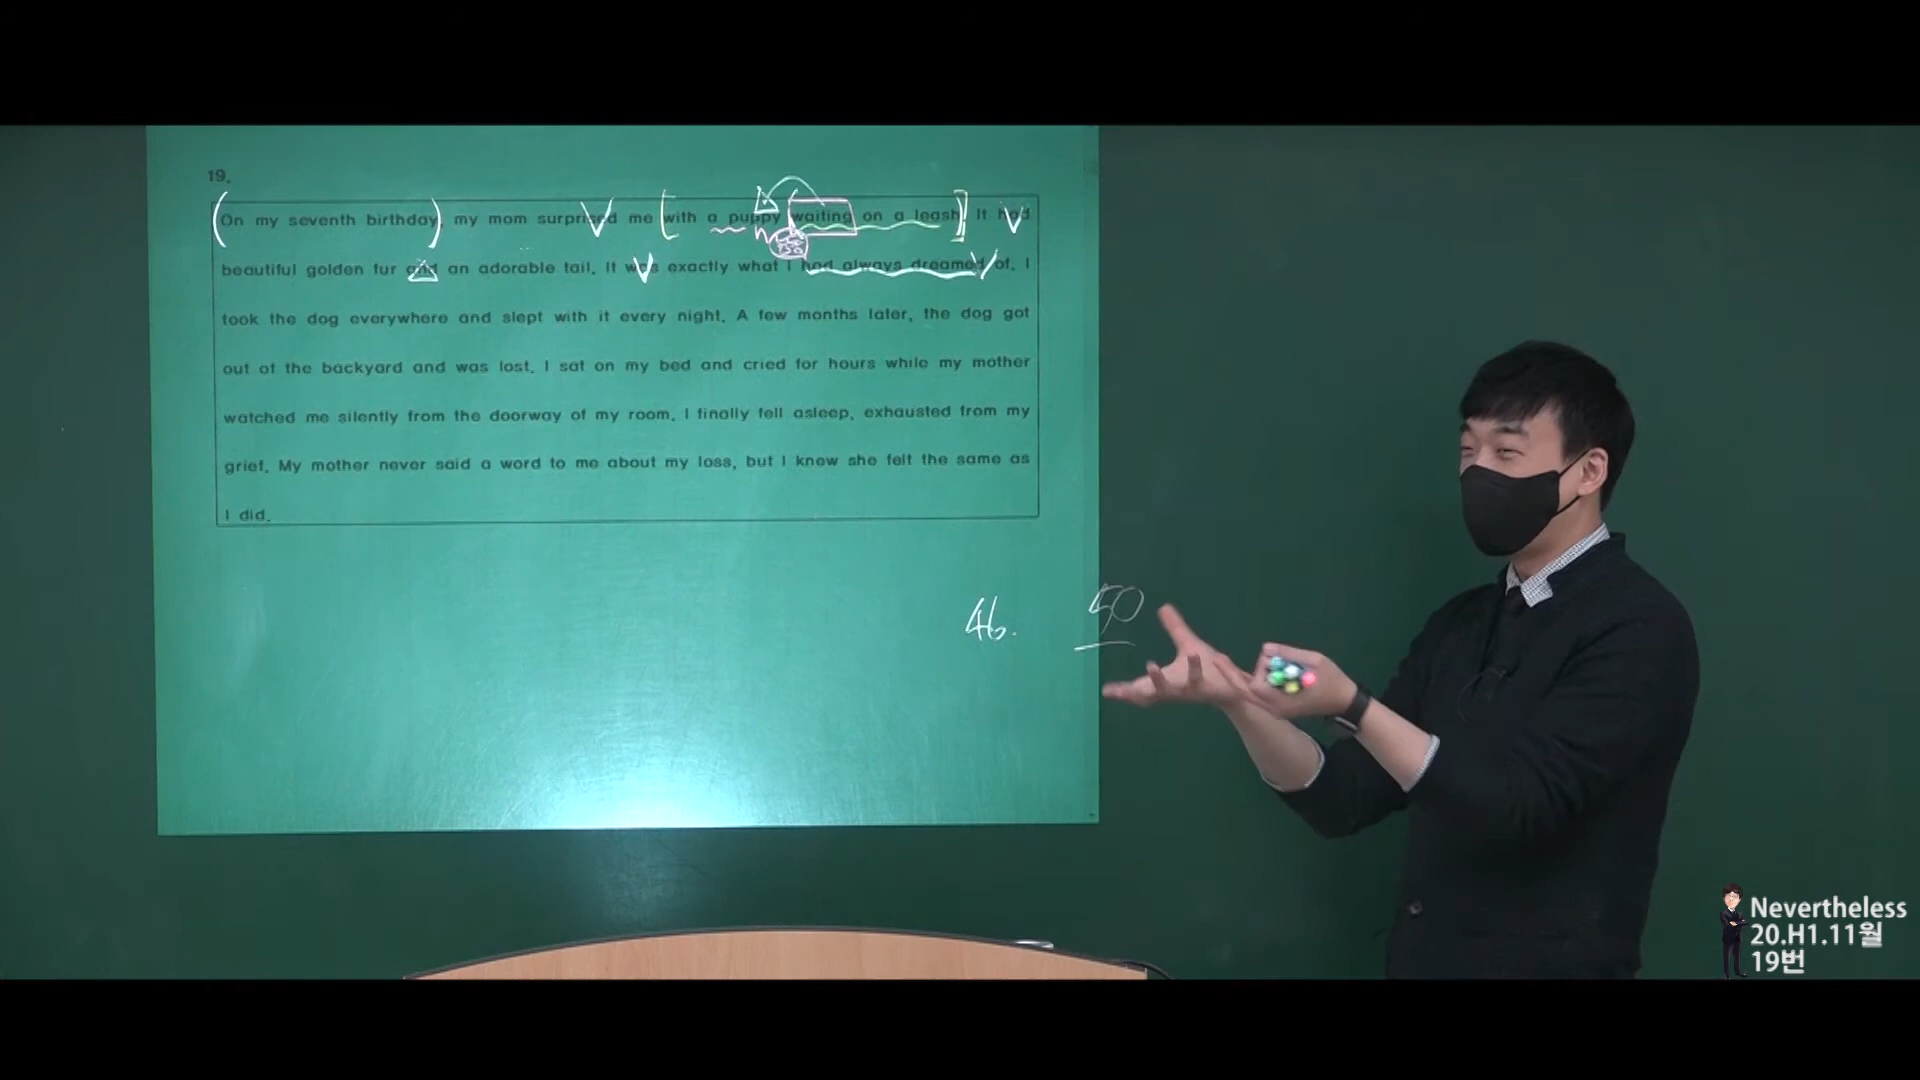 19.
On my seventh birthday, my mom surprised me with a puppy waiting on a leash. It had
beautiful golden fur and an adorable tail. It was exactly what I had always dreamed of. I
took the dog everywhere and slept with it every night. A few months later, the dog got
out of the backyard and was lost. I sat on my bed and cried for hours while my mother
watched me silently from the doorway of my room. I finally fell asleep, exhausted from my
grief. My mother never said a word to me about my loss, but I knew she felt the same as
I did.
46. 50
Nevertheless
20.H1.11월
19번